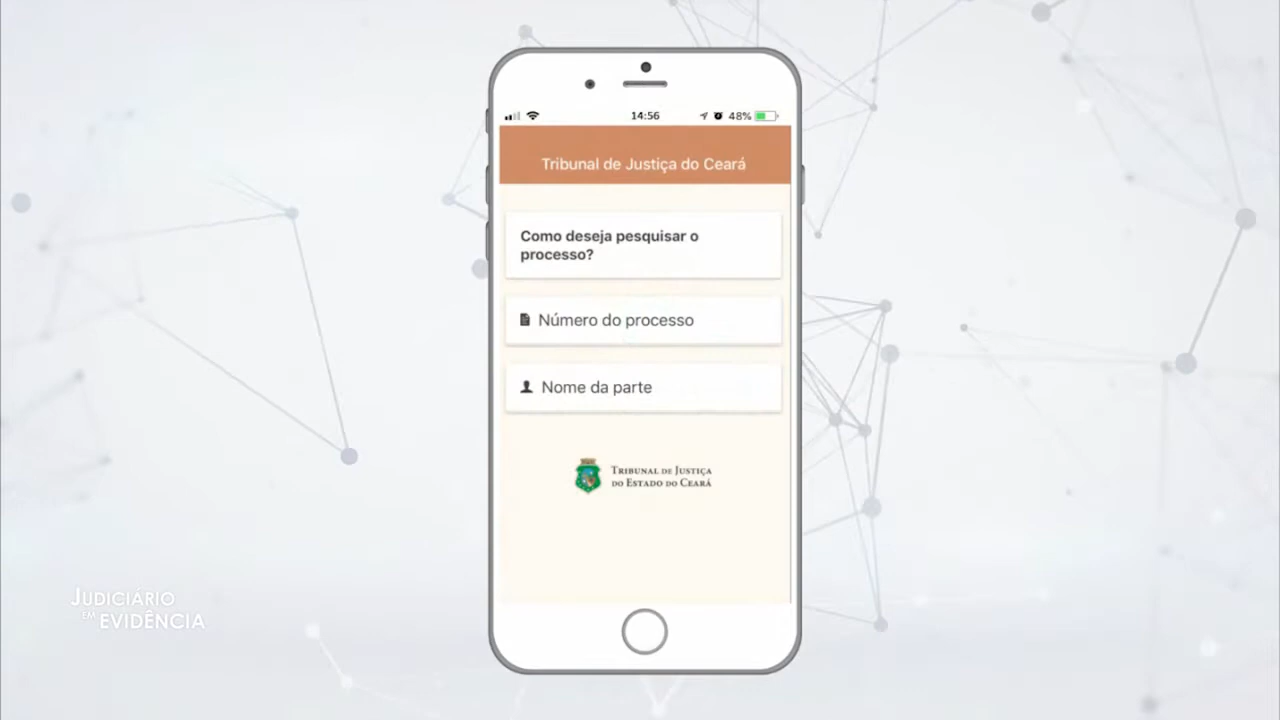 14:56
48%
Tribunal de Justiça do Ceará
Como deseja pesquisar o
processo?
Número do processo
Nome da parte
TRIBUNAL DE JUSTIÇA
DO ESTADO DO CEARÁ
JUDICIÁRIO
EM EVIDÊNCIA